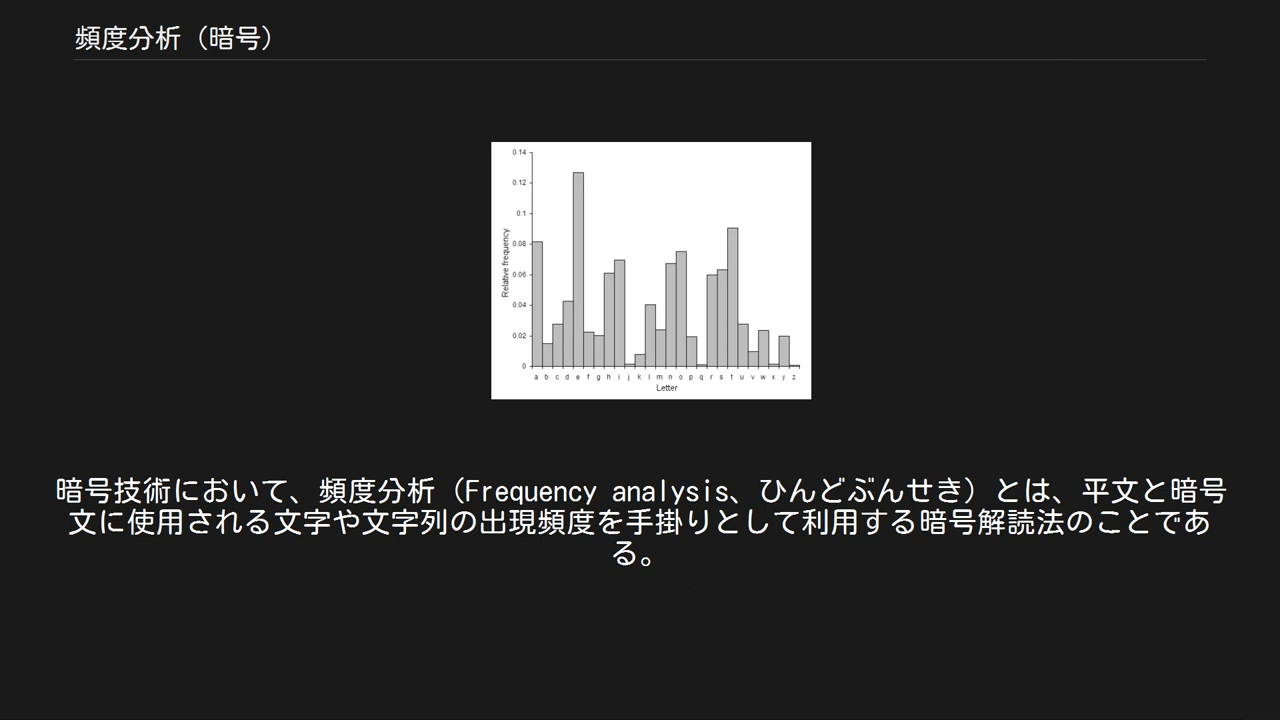 頻度分析（暗号）
0.14
0.12
0.1
0.08
0.06
0.04
0.02
0
Relative frequency
a b c d e f g h i j k l m n o p q r s t u v w x y z
Letter
暗号技術において、頻度分析（Frequency analysis、ひんどぶんせき）とは、平文と暗号
文に使用される文字や文字列の出現頻度を手掛りとして利用する暗号解読法のことであ
る。